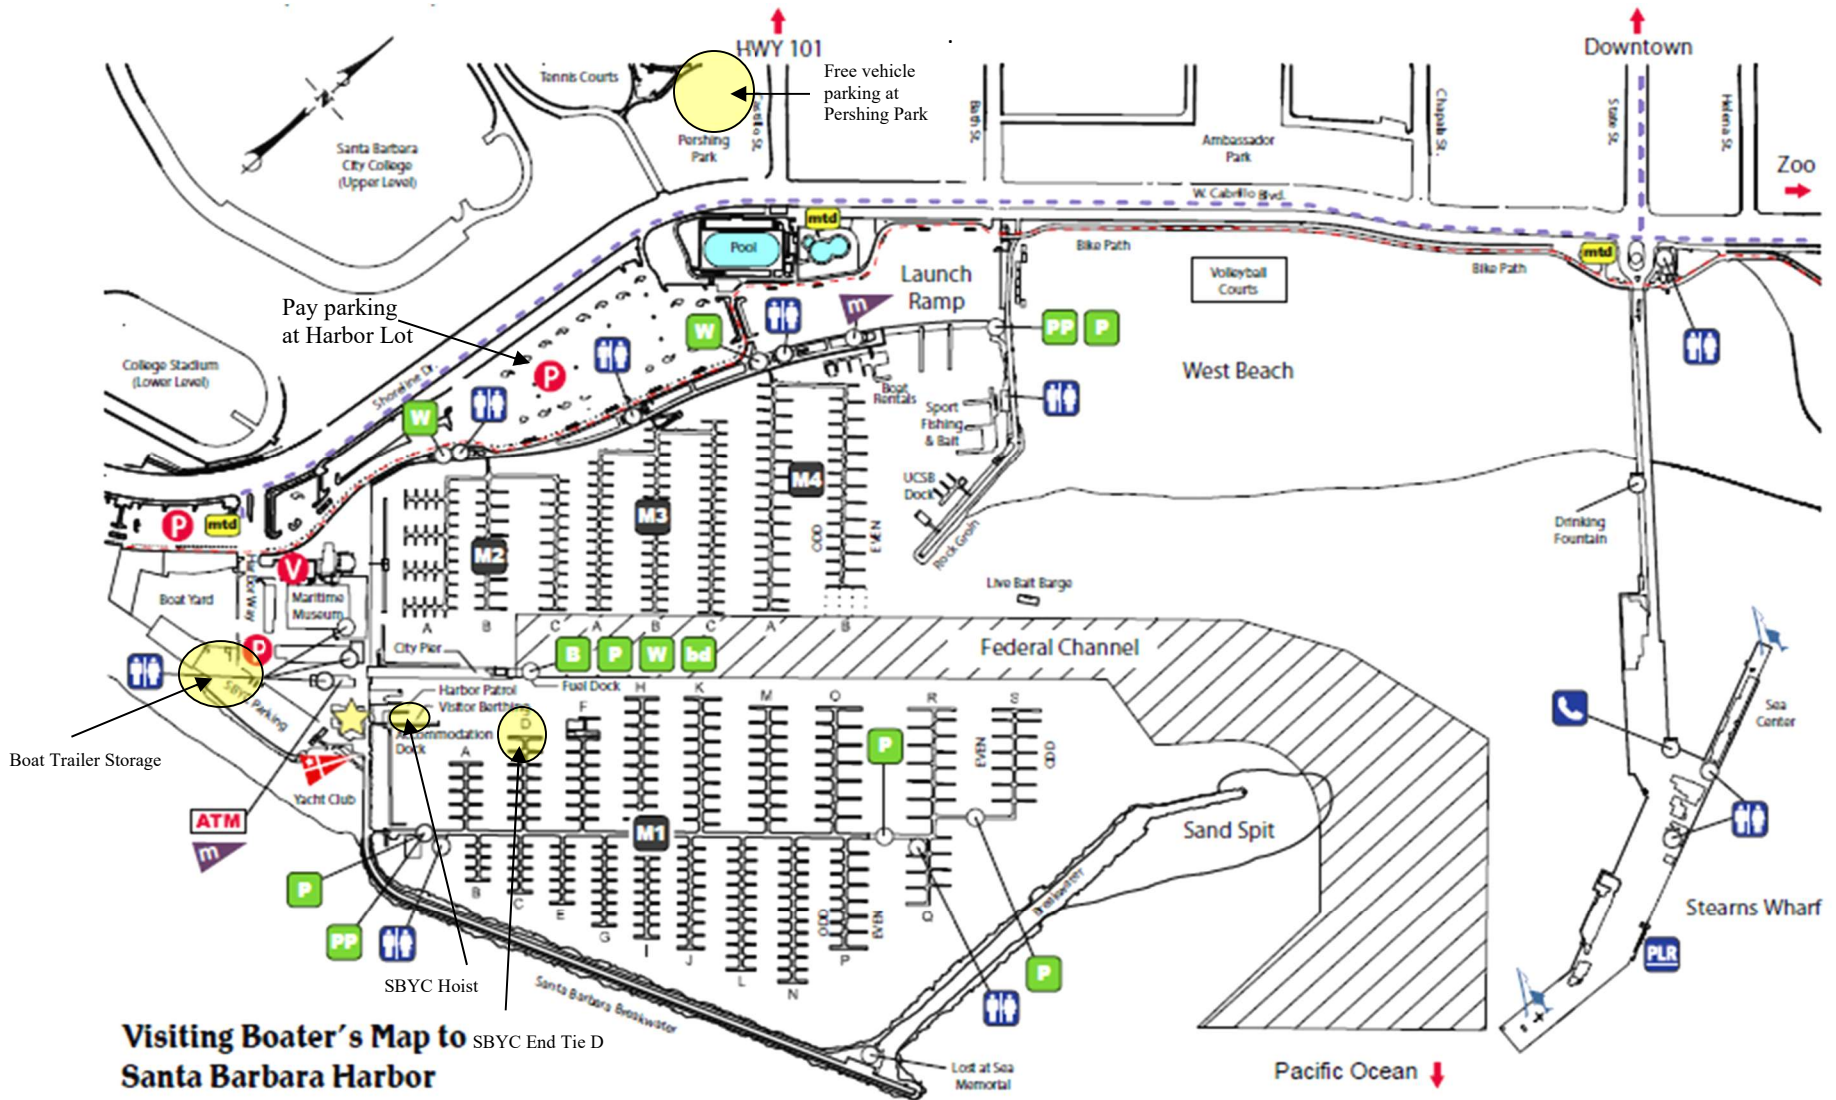 HWY 101
Downtown
Tennis Courts
Free vehicle
parking at
Pershing Park
Castillo St.
Bath St.
Chapala St.
State St.
Helena St.
Pershing
Park
Ambassador
Park
Santa Barbara
City College
(Upper Level)
Zoo
W. Cabrillo Blvd.
mtd
Pool
Bike Path
mtd
Bike Path
Launch
Ramp
Volleyball
Courts
Pay parking
at Harbor Lot
m
W
PP
P
College Stadium
(Lower Level)
Shoreline Dr.
P
West Beach
Boat
Rentals
Sport
Fishing
& Bait
W
M4
UCSB
Dock
M3
P
mtd
ODD
EVEN
Rock Groin
Drinking
Fountain
M2
V
Harbor Way
Live Bait Barge
Boat Yard
Maritime
Museum
A
B
C
A
B
C
A
B
P
City Pier
B
P
W
bd
Federal Channel
Fuel Dock
SBYC Parking
Harbor Patrol
Visitor Berthing
Accommodation
Dock
A
D
F
H
K
M
O
R
S
EVEN
ODD
P
Sea
Center
Boat Trailer Storage
Yacht Club
ATM
m
M1
Sand Spit
Breakwater
P
B
C
E
G
I
J
L
N
ODD
EVEN
P
Q
Stearns Wharf
PP
PLR
P
SBYC Hoist
Santa Barbara Breakwater
Visiting Boater's Map to
Santa Barbara Harbor
SBYC End Tie D
Lost at Sea
Memorial
Pacific Ocean